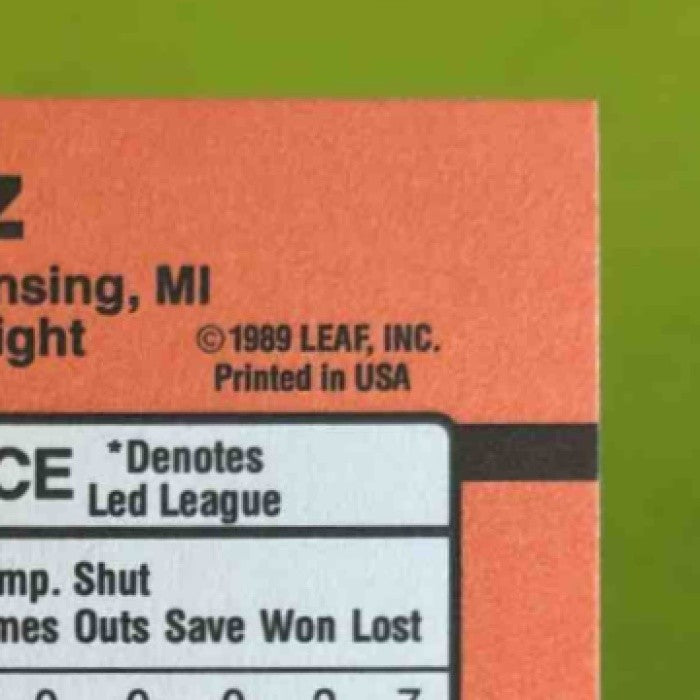 Z
nsing, MI
ight
©1989 LEAF, INC.
Printed in USA
CE
*Denotes
Led League
mp. Shut
mes Outs Save Won Lost